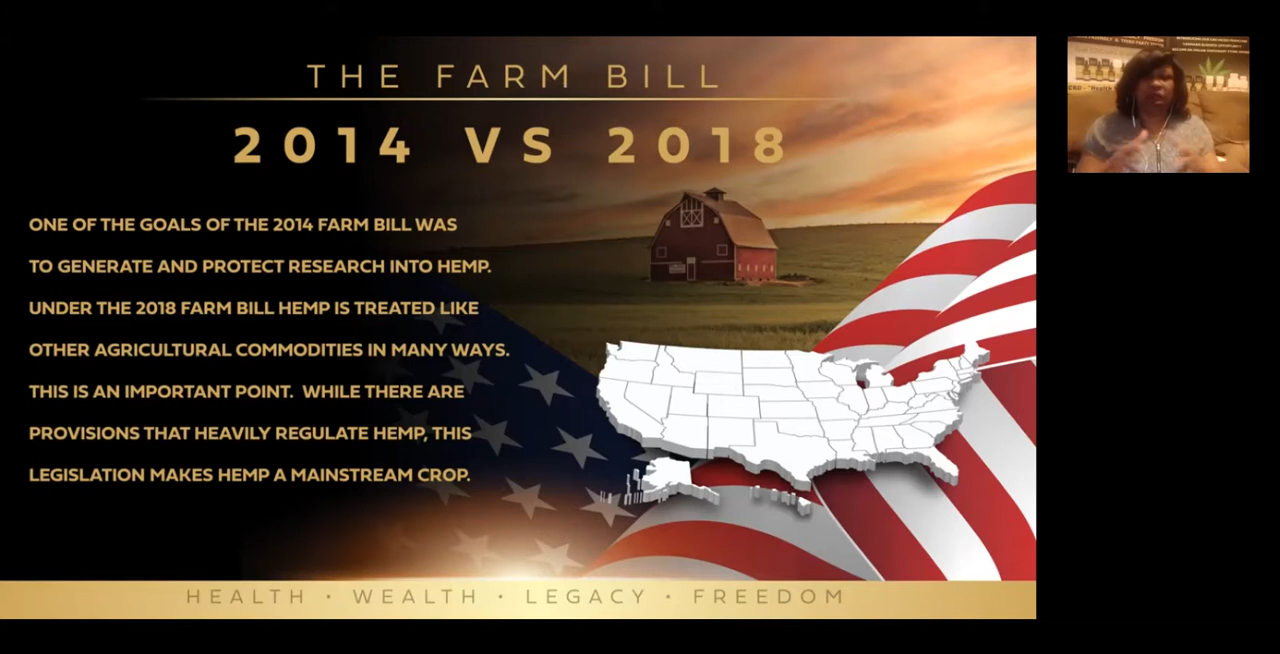 THE FARM BILL
2014 VS 2018
ONE OF THE GOALS OF THE 2014 FARM BILL WAS
TO GENERATE AND PROTECT RESEARCH INTO HEMP.
UNDER THE 2018 FARM BILL HEMP IS TREATED LIKE
OTHER AGRICULTURAL COMMODITIES IN MANY WAYS.
THIS IS AN IMPORTANT POINT. WHILE THERE ARE
PROVISIONS THAT HEAVILY REGULATE HEMP, THIS
LEGISLATION MAKES HEMP A MAINSTREAM CROP.
HEALTH • WEALTH • LEGACY • FREEDOM